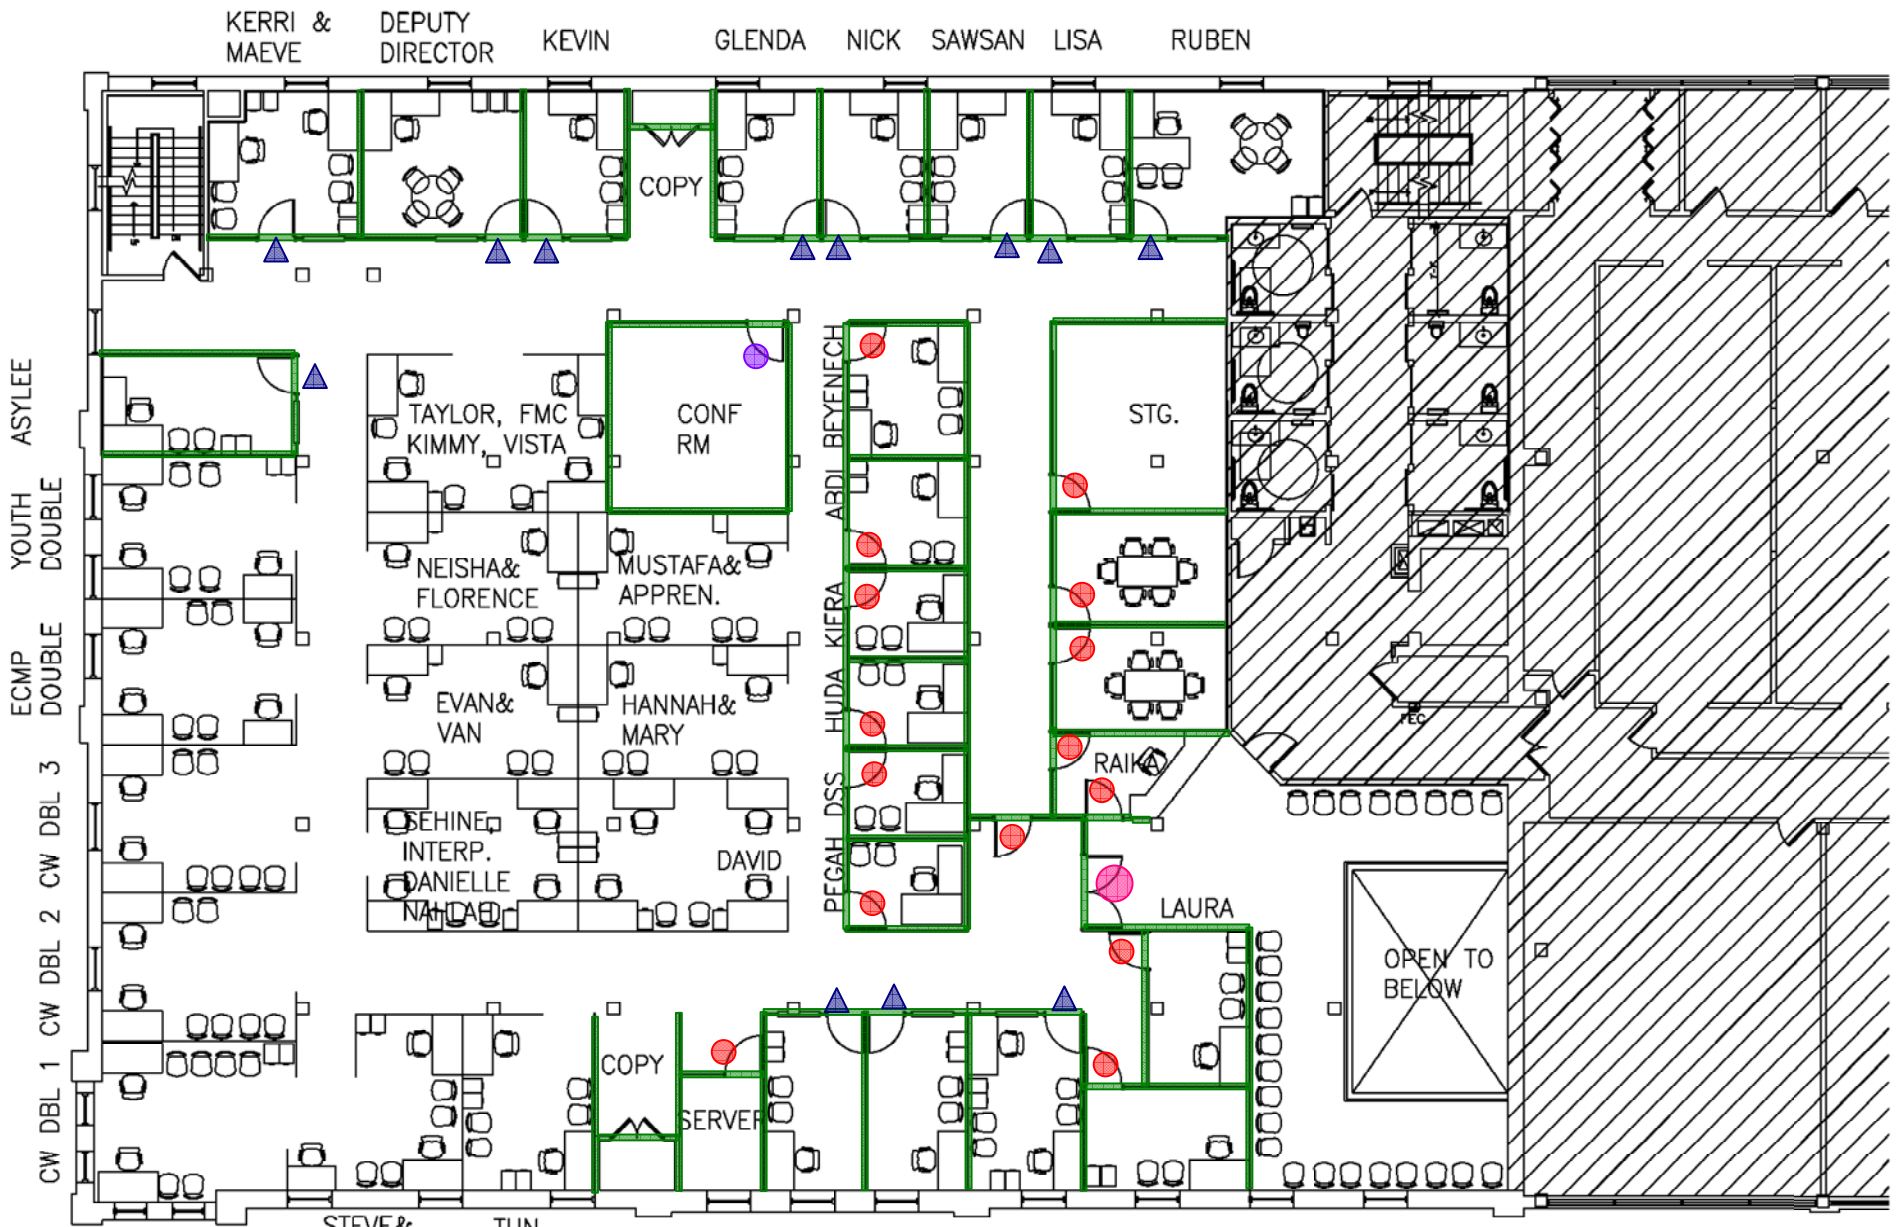 KERRI &
MAEVE
DEPUTY
DIRECTOR
KEVIN
GLENDA
NICK
SAWSAN
LISA
RUBEN
COPY
ASYLEE
YOUTH
DOUBLE
ECMP
DOUBLE
CW DBL 3
CW DBL 2
CW DBL 1
TAYLOR, FMC
KIMMY, VISTA
CONF
RM
BEYENECH
ABDI
KIERA
HUDA
DSS
PEGAH
STG.
NEISHA&
FLORENCE
MUSTAFA&
APPREN.
EVAN&
VAN
HANNAH&
MARY
RAIKA
SEHINE,
INTERP.
DANIELLE
NAHLAH
DAVID
LAURA
OPEN TO
BELOW
COPY
SERVER
FEC
STEVE&
TUN